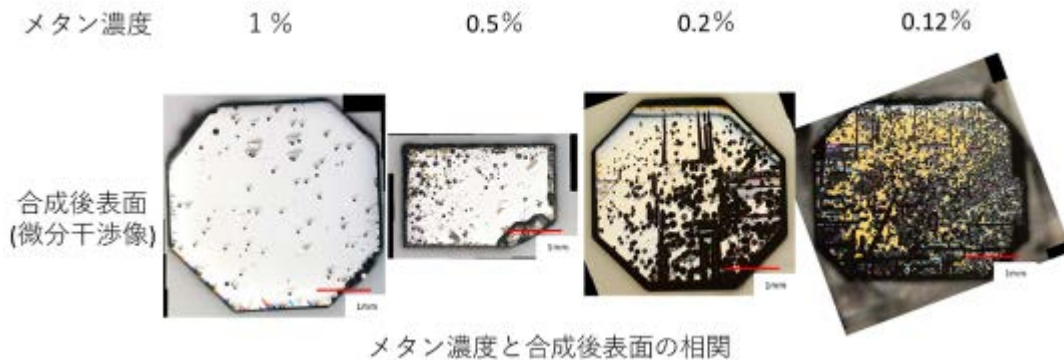 メタン濃度 1% 0.5% 0.2% 0.12%
合成後表面
(微分干渉像)
1mm 1mm 1mm 1mm
メタン濃度と合成後表面の相関